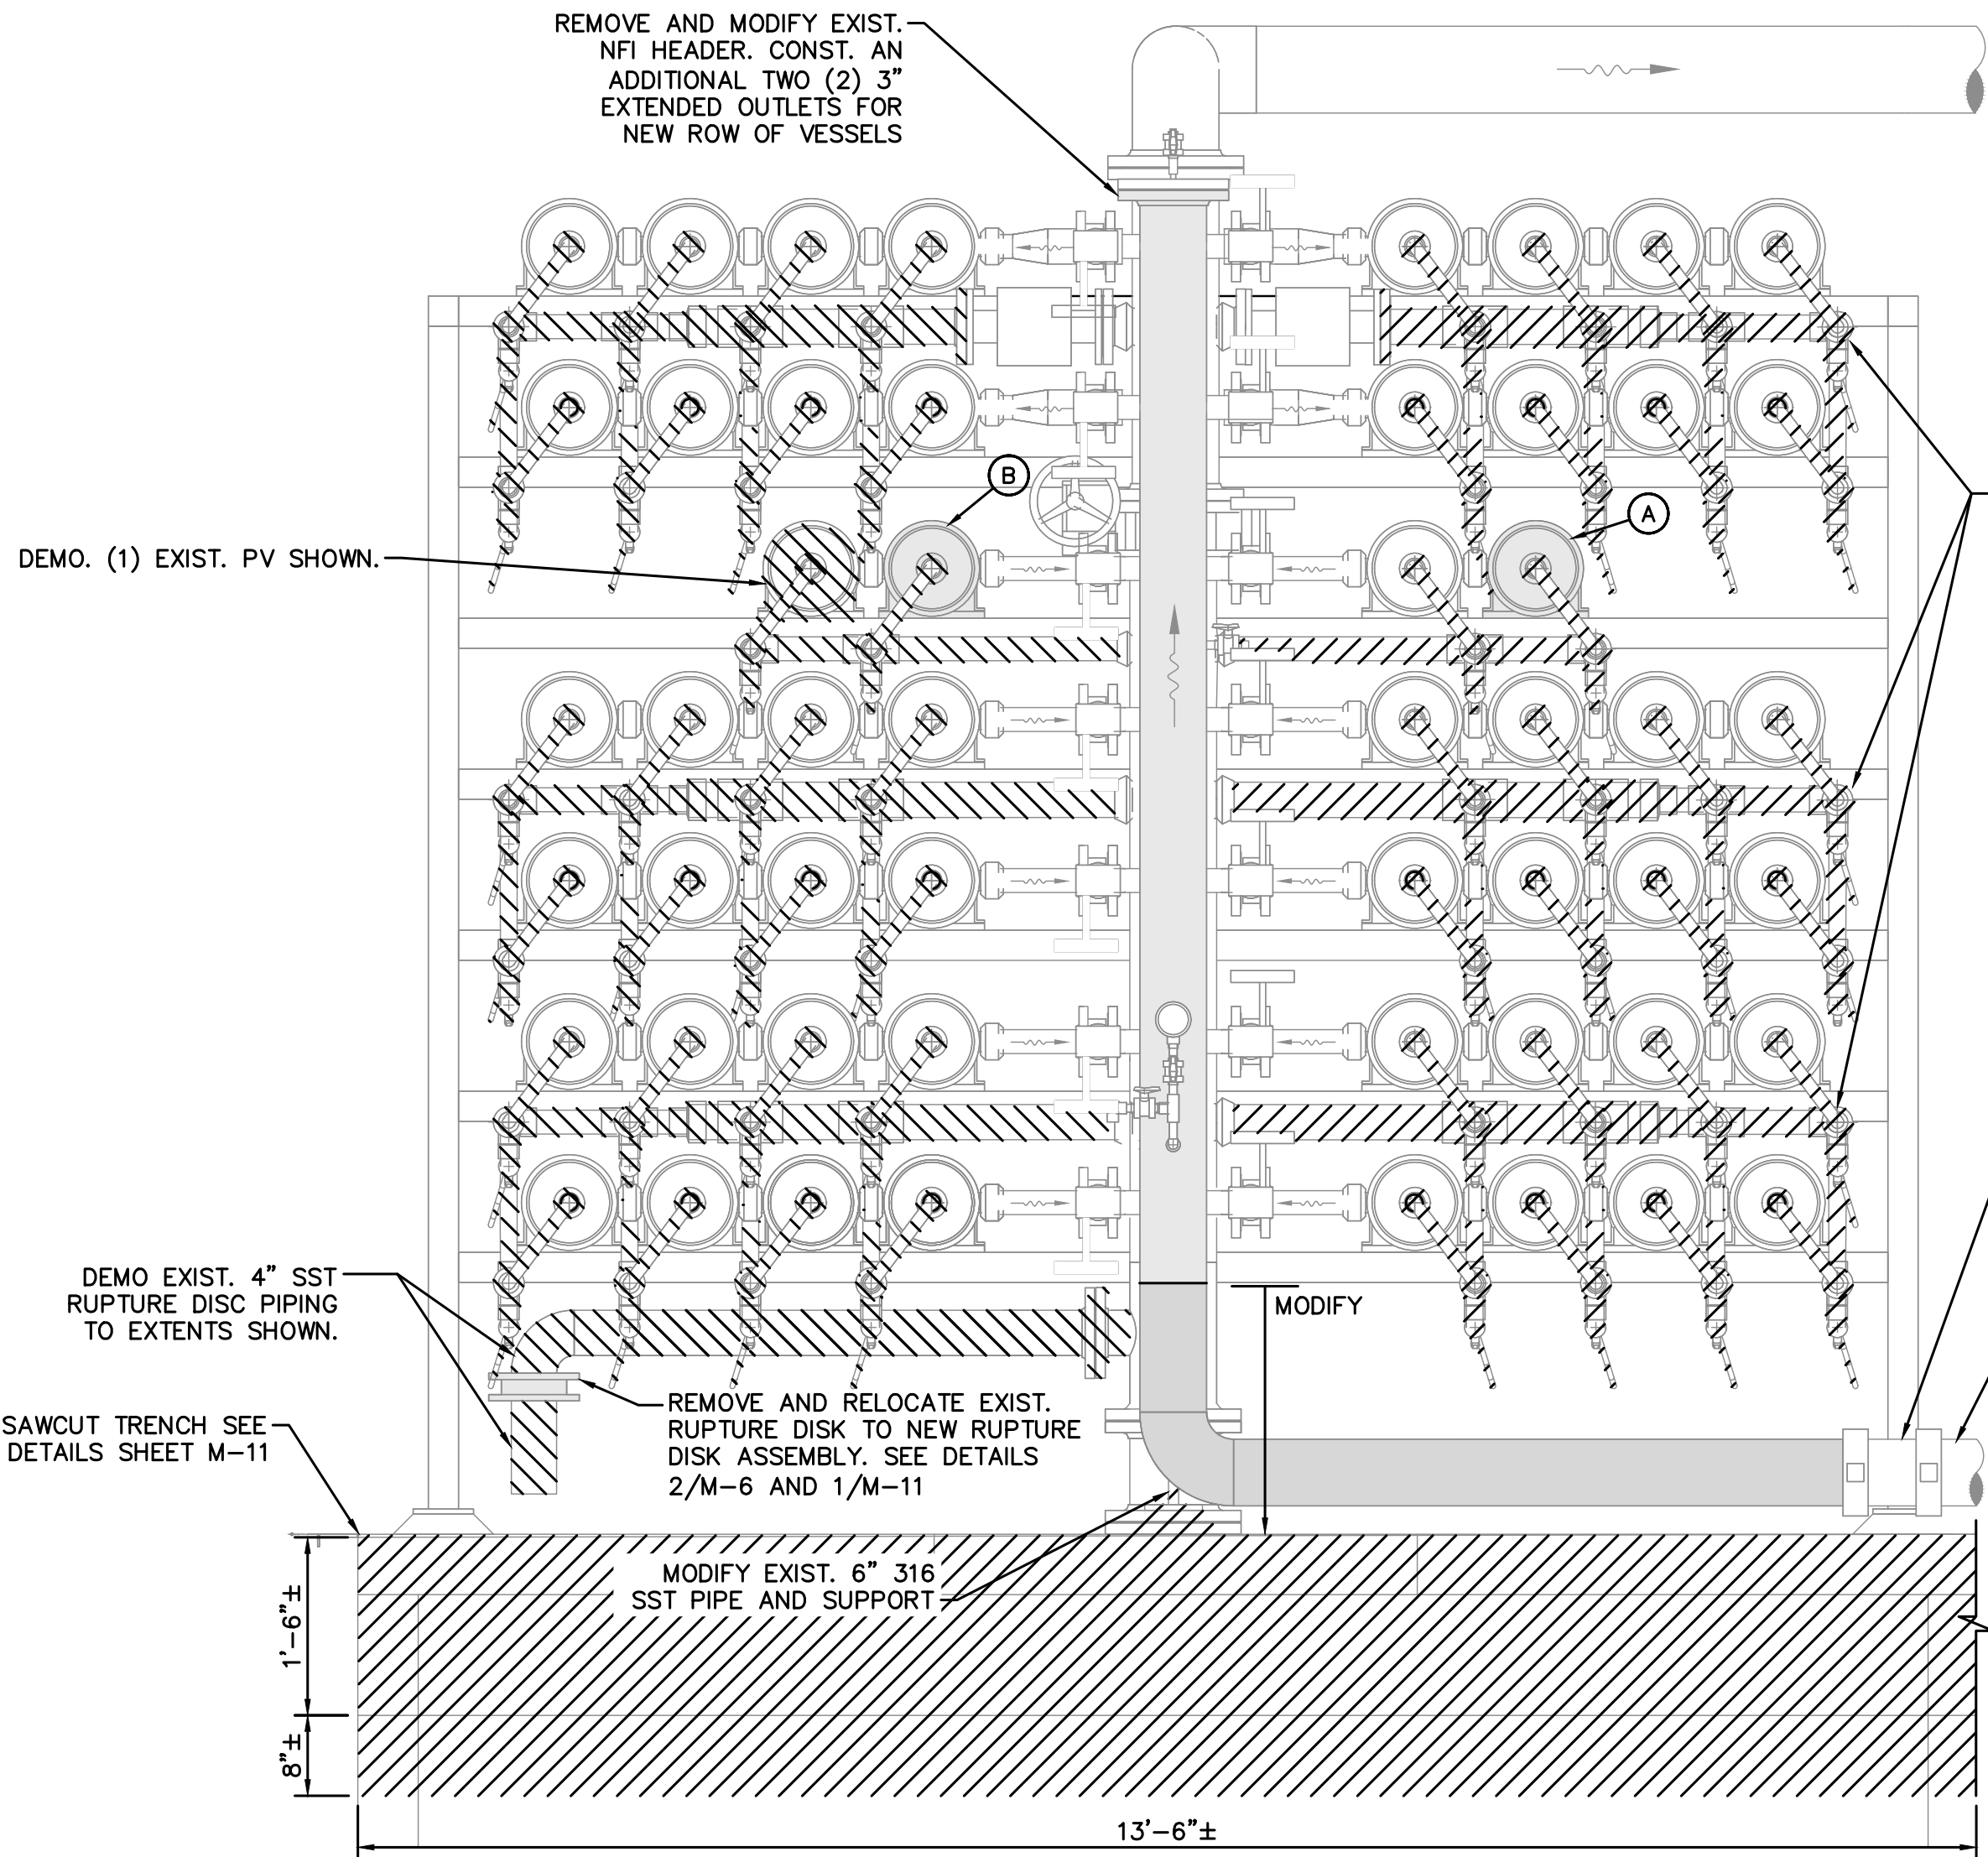 REMOVE AND MODIFY EXIST.
NFI HEADER. CONST. AN
ADDITIONAL TWO (2) 3"
EXTENDED OUTLETS FOR
NEW ROW OF VESSELS
B
A
DEMO. (1) EXIST. PV SHOWN.
DEMO EXIST. 4" SST
RUPTURE DISC PIPING
TO EXTENTS SHOWN.
MODIFY
REMOVE AND RELOCATE EXIST.
RUPTURE DISK TO NEW RUPTURE
DISK ASSEMBLY. SEE DETAILS
2/M-6 AND 1/M-11
SAWCUT TRENCH SEE
DETAILS SHEET M-11
MODIFY EXIST. 6" 316
SST PIPE AND SUPPORT
1'-6"±
8"±
13'-6"±